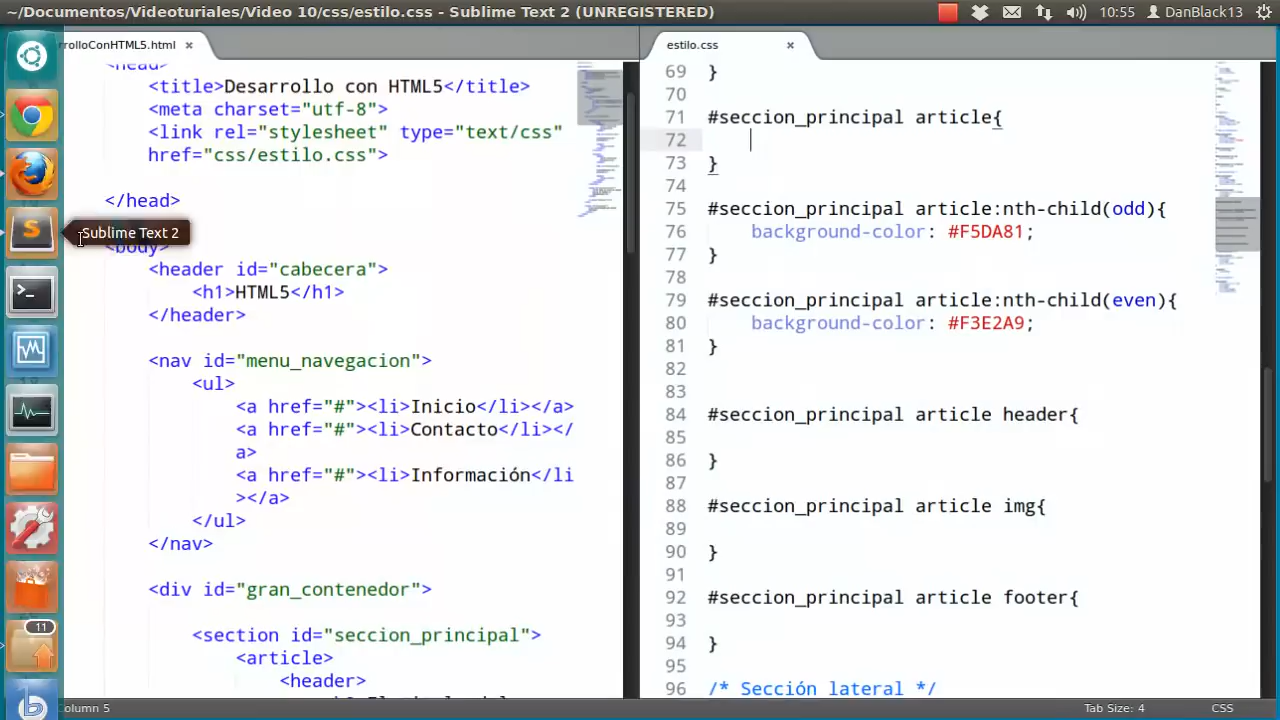 ~/Documentos/Videoturiales/Video 10/css/estilo.css - Sublime Text 2 (UNREGISTERED)
10:55
DanBlack13
rrolloConHTML5.html ×
<head>
<title>Desarrollo con HTML5</title>
<meta charset="utf-8">
<link rel="stylesheet" type="text/css"
href="css/estilo.css">
</head>
Sublime Text 2
<body>
<header id="cabecera">
<h1>HTML5</h1>
</header>
<nav id="menu_navegacion">
<ul>
<a href="#"><li>Inicio</li></a>
<a href="#"><li>Contacto</li></
a>
<a href="#"><li>Información</li
></a>
</ul>
</nav>
<div id="gran_contenedor">
<section id="seccion_principal">
<article>
<header>
estilo.css ×
69 }
70
71 #seccion_principal article{
72
73 }
74
75 #seccion_principal article:nth-child(odd){
76 background-color: #F5DA81;
77 }
78
79 #seccion_principal article:nth-child(even){
80 background-color: #F3E2A9;
81 }
82
83
84 #seccion_principal article header{
85
86 }
87
88 #seccion_principal article img{
89
90 }
91
92 #seccion_principal article footer{
93
94 }
95
96 /* Sección lateral */
11
olumn 5
Tab Size: 4
CSS